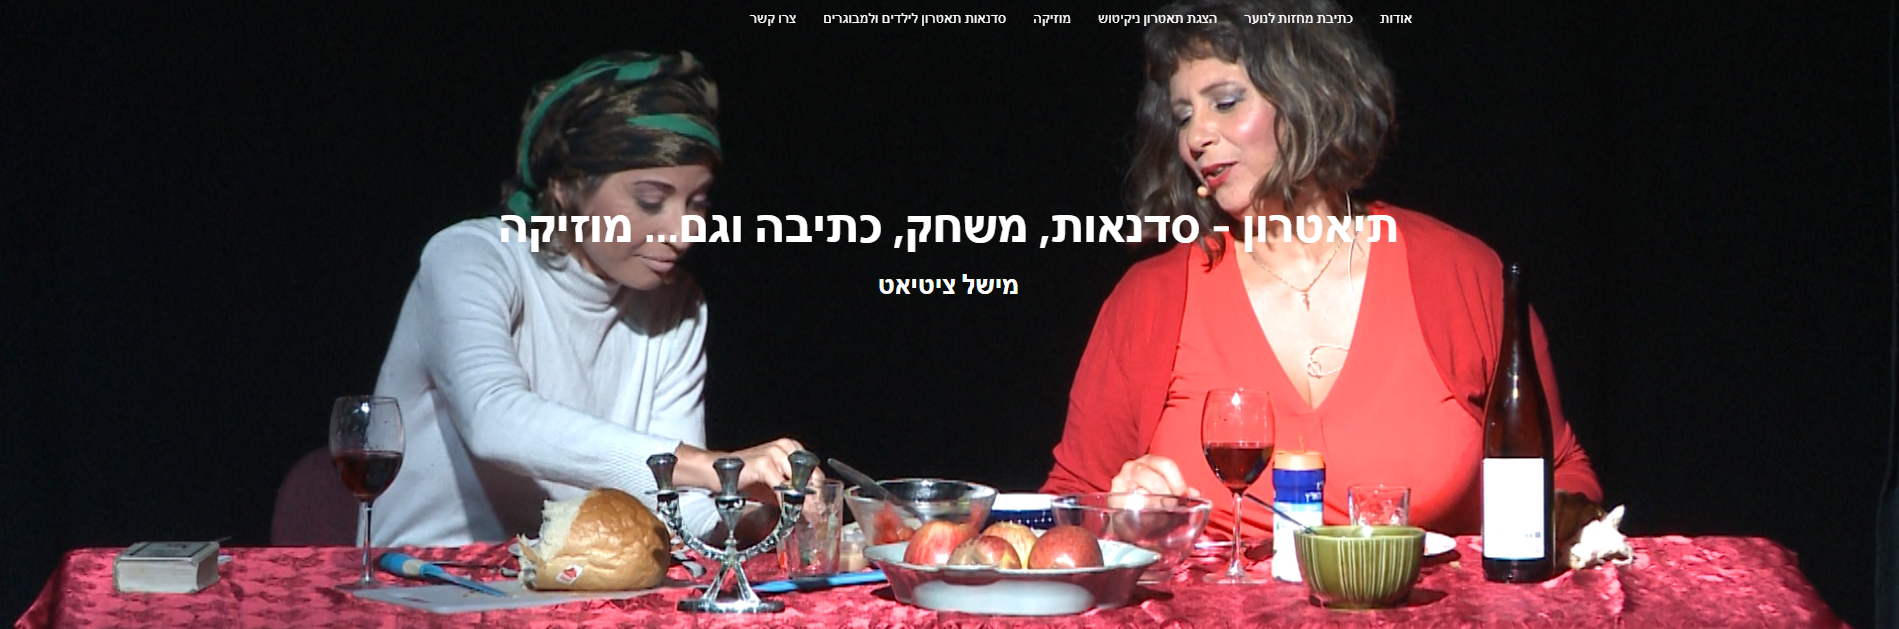 אודות כתיבת מחזות לנוער הצגת תאטרון ניקיטוש מוזיקה סדנאות תאטרון לילדים ולמבוגרים צרו קשר
תיאטרון - סדנאות, משחק, כתיבה וגם... מוזיקה
מישל ציטיאט